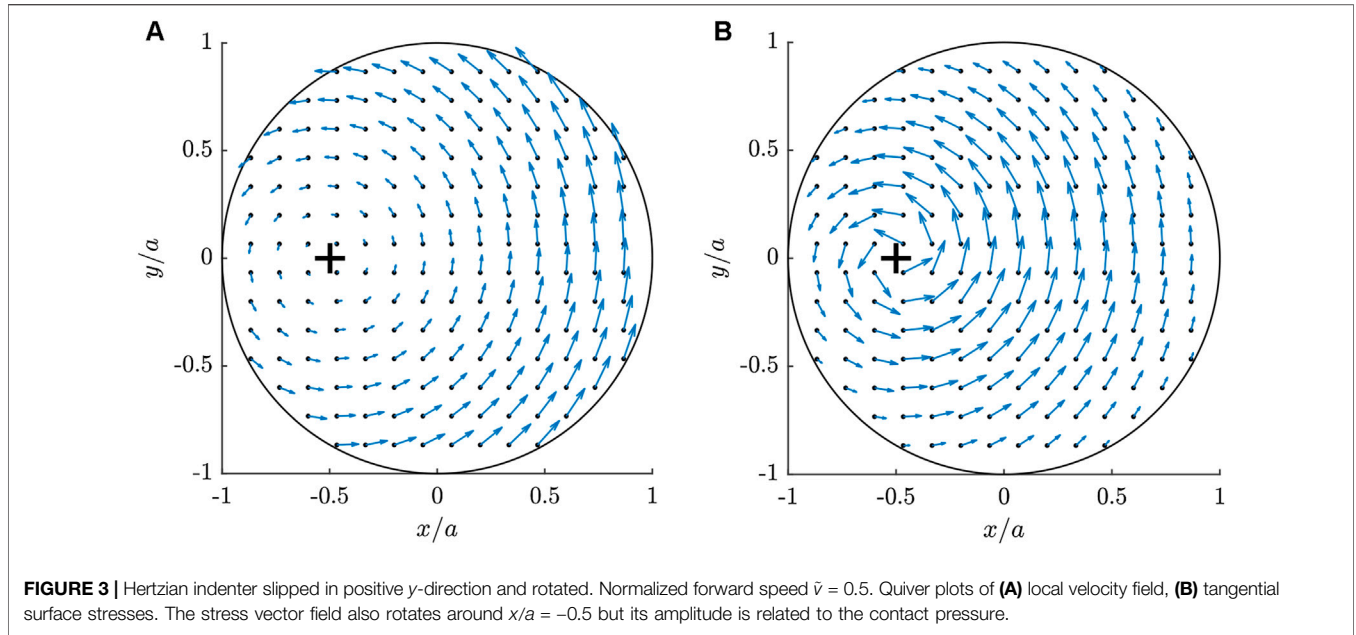 A
B
1
0.5
0
-0.5
-1
y/a
-1
-0.5
0
0.5
1
x/a
1
0.5
0
-0.5
-1
y/a
-1
-0.5
0
0.5
1
x/a
FIGURE 3 | Hertzian indenter slipped in positive y-direction and rotated. Normalized forward speed ṽ = 0.5. Quiver plots of (A) local velocity field, (B) tangential
surface stresses. The stress vector field also rotates around x/a = −0.5 but its amplitude is related to the contact pressure.